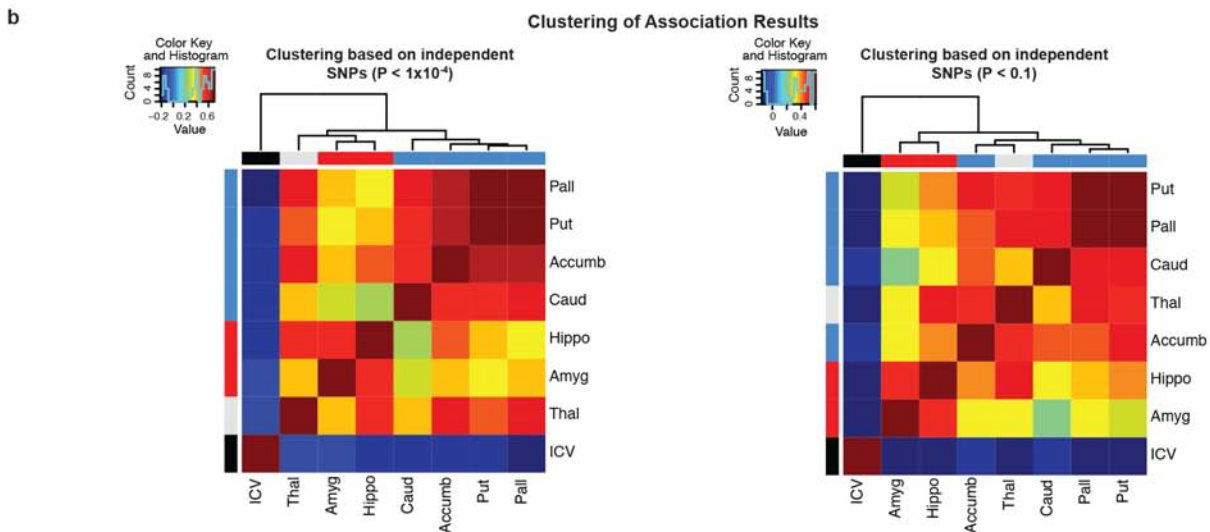 b
Clustering of Association Results
Color Key
and Histogram
Count
0 4 8
−0.2 0.2 0.6
Value
Clustering based on independent
SNPs (P < 1x10-4)
Pall
Put
Accumb
Caud
Hippo
Amyg
Thal
ICV
ICV
Thal
Amyg
Hippo
Caud
Accumb
Put
Pall
Color Key
and Histogram
Count
0 4 8
0 0.4
Value
Clustering based on independent
SNPs (P < 0.1)
Put
Pall
Caud
Thal
Accumb
Hippo
Amyg
ICV
ICV
Amyg
Hippo
Accumb
Thal
Caud
Pall
Put